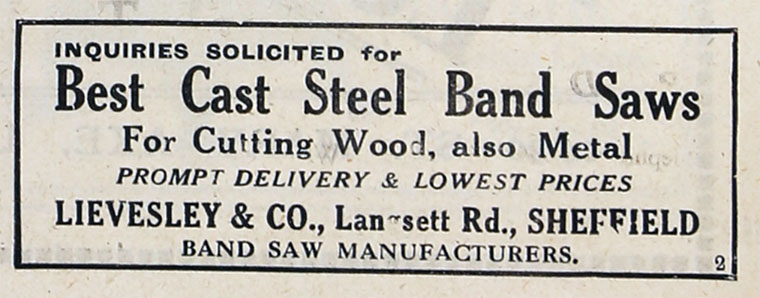 INQUIRIES SOLICITED for
Best Cast Steel Band Saws
For Cutting Wood, also Metal
PROMPT DELIVERY & LOWEST PRICES
LIEVESLEY & CO., Langsett Rd., SHEFFIELD
BAND SAW MANUFACTURERS.
2